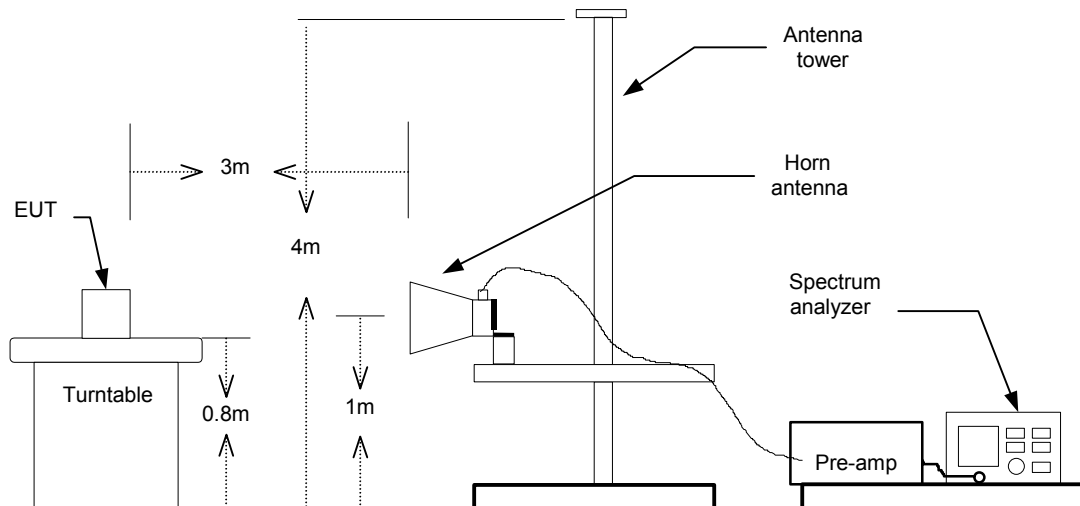 Antenna
tower
3m
Horn
antenna
EUT
4m
Spectrum
analyzer
Turntable
0.8m
1m
Pre-amp